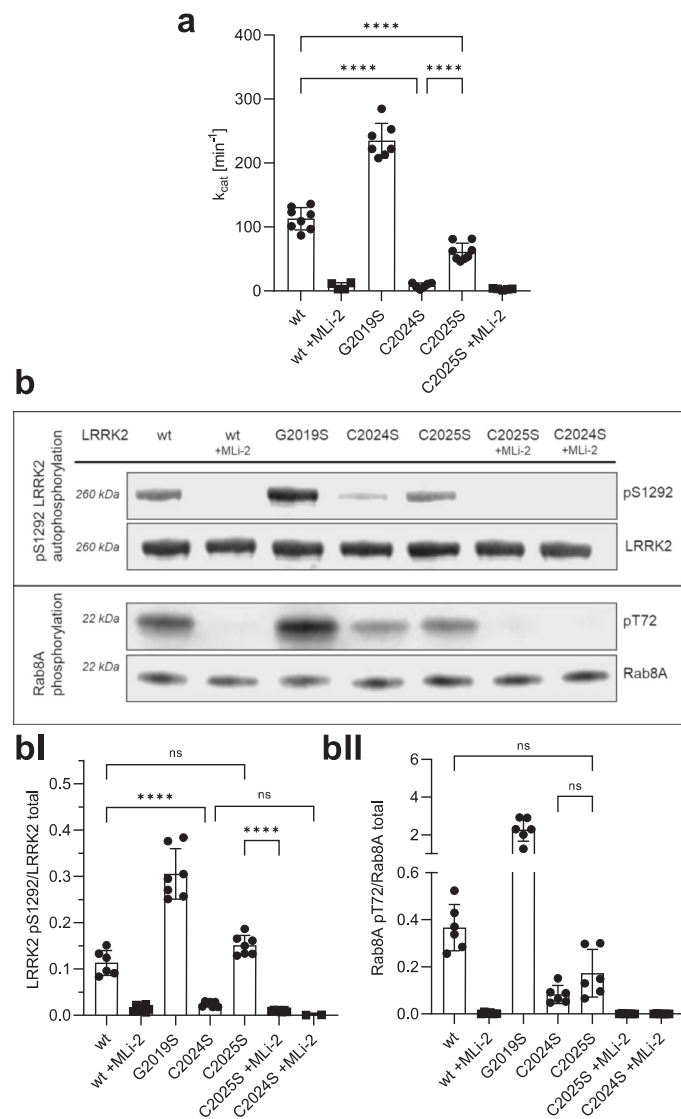 a
400
300
200
100
0
k_cat [min⁻¹]
****
**** ****
wt
wt +MLi-2
G2019S
C2024S
C2025S
C2025S +MLi-2
b
pS1292 LRRK2
autophosphorylation
LRRK2 wt wt +MLi-2 G2019S C2024S C2025S C2025S +MLi-2 C2024S +MLi-2
260 kDa pS1292
260 kDa LRRK2
Rab8A
phosphorylation
22 kDa pT72
22 kDa Rab8A
bI
LRRK2 pS1292/LRRK2 total
0.5
0.4
0.3
0.2
0.1
0.0
ns
**** ns
****
wt
wt +MLi-2
G2019S
C2024S
C2025S
C2025S +MLi-2
C2024S +MLi-2
bII
Rab8A pT72/Rab8A total
6
4
2
0.6
0.4
0.2
0.0
ns
ns
wt
wt +MLi-2
G2019S
C2024S
C2025S
C2025S +MLi-2
C2024S +MLi-2